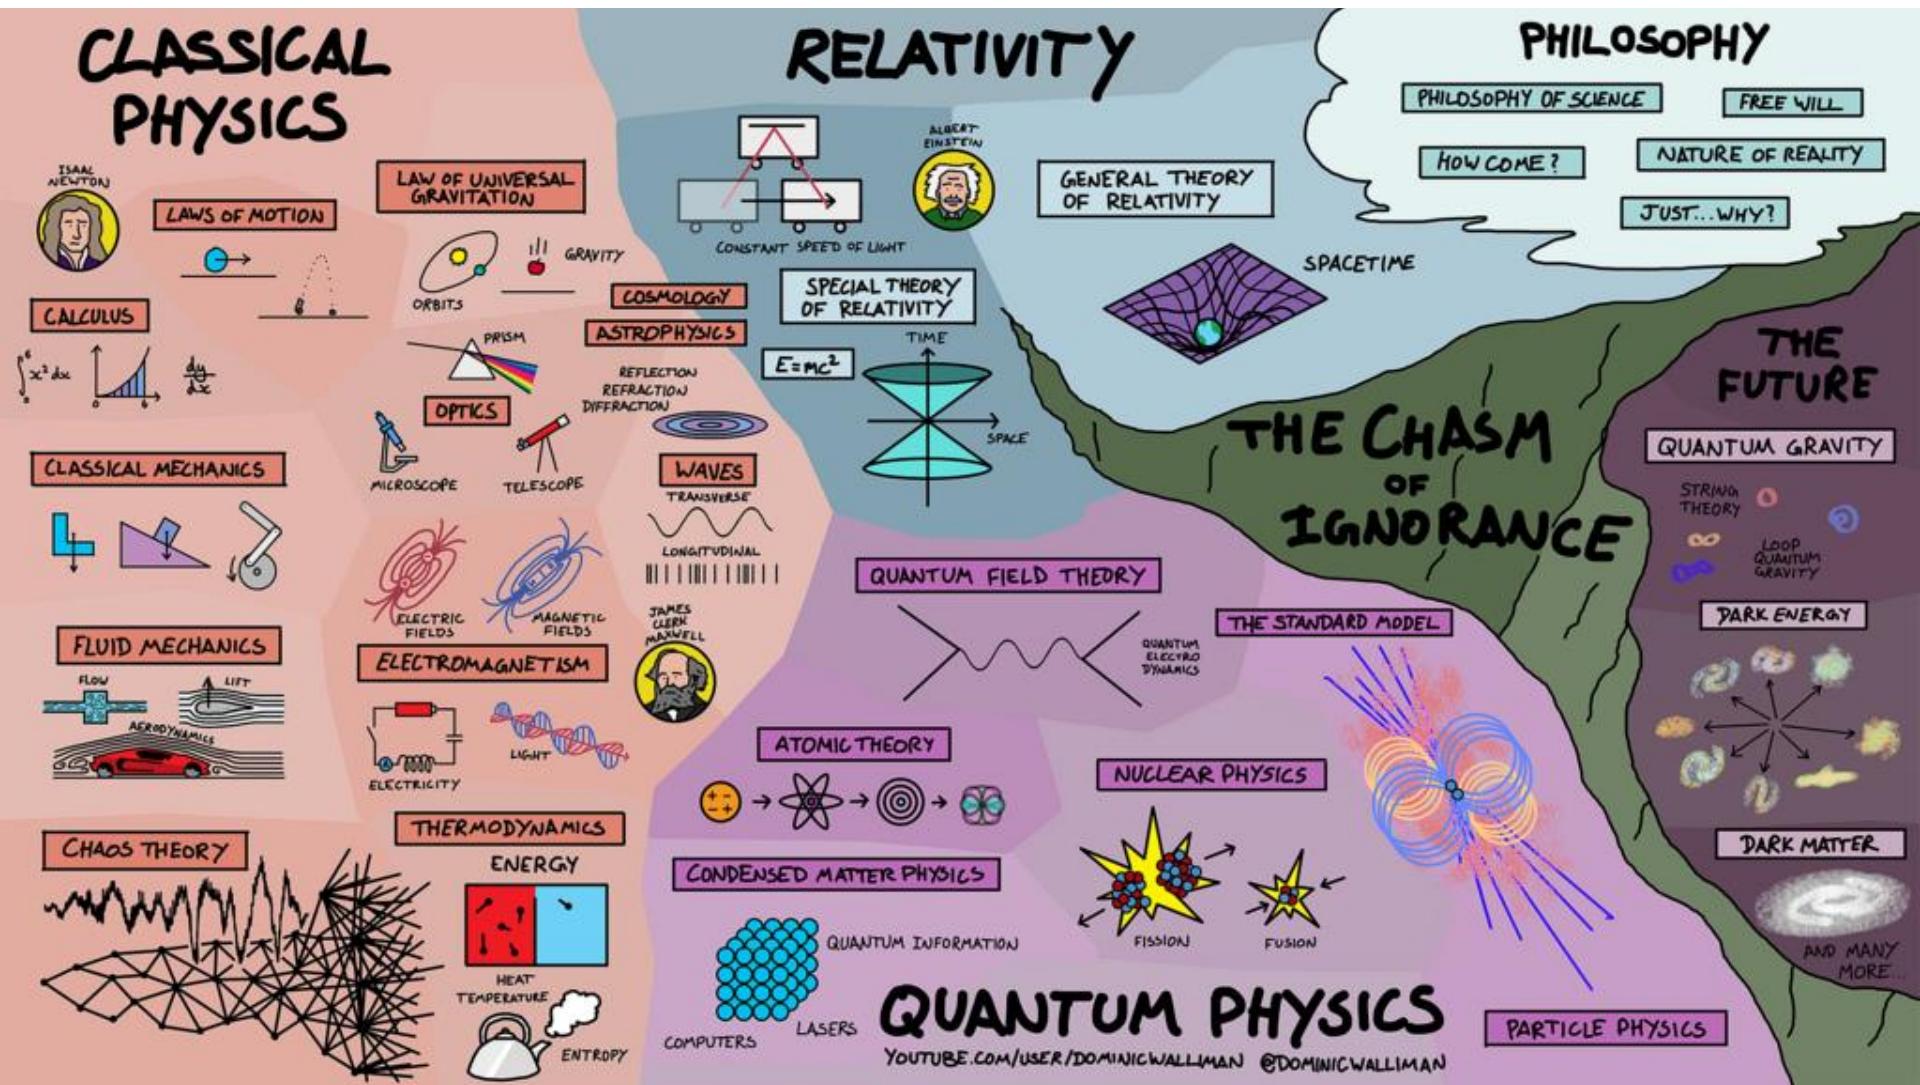 CLASSICAL
PHYSICS
ISAAC
NEWTON
LAWS OF MOTION
LAW OF UNIVERSAL
GRAVITATION
ORBITS
GRAVITY
CALCULUS
∫₀⁶ x² dx
0 6
dy/dx
COSMOLOGY
ASTROPHYSICS
PRISM
OPTICS
MICROSCOPE
TELESCOPE
REFLECTION
REFRACTION
DIFFRACTION
WAVES
TRANSVERSE
LONGITUDINAL
CLASSICAL MECHANICS
ELECTRIC
FIELDS
MAGNETIC
FIELDS
JAMES
CLERK
MAXWELL
ELECTROMAGNETISM
ELECTRICITY
LIGHT
FLUID MECHANICS
FLOW
LIFT
AERODYNAMICS
CHAOS THEORY
THERMODYNAMICS
ENERGY
HEAT
TEMPERATURE
ENTROPY
RELATIVITY
CONSTANT SPEED OF LIGHT
ALBERT
EINSTEIN
SPECIAL THEORY
OF RELATIVITY
E=mc²
TIME
SPACE
GENERAL THEORY
OF RELATIVITY
SPACETIME
PHILOSOPHY
PHILOSOPHY OF SCIENCE
FREE WILL
HOW COME?
NATURE OF REALITY
JUST...WHY?
THE CHASM
OF
IGNORANCE
THE
FUTURE
QUANTUM GRAVITY
STRING
THEORY
LOOP
QUANTUM
GRAVITY
DARK ENERGY
DARK MATTER
AND MANY
MORE...
QUANTUM FIELD THEORY
QUANTUM
ELECTRO
DYNAMICS
THE STANDARD MODEL
ATOMIC THEORY
NUCLEAR PHYSICS
FISSION
FUSION
CONDENSED MATTER PHYSICS
QUANTUM INFORMATION
COMPUTERS
LASERS
PARTICLE PHYSICS
QUANTUM PHYSICS
YOUTUBE.COM/USER/DOMINICWALLIMAN @DOMINICWALLIMAN